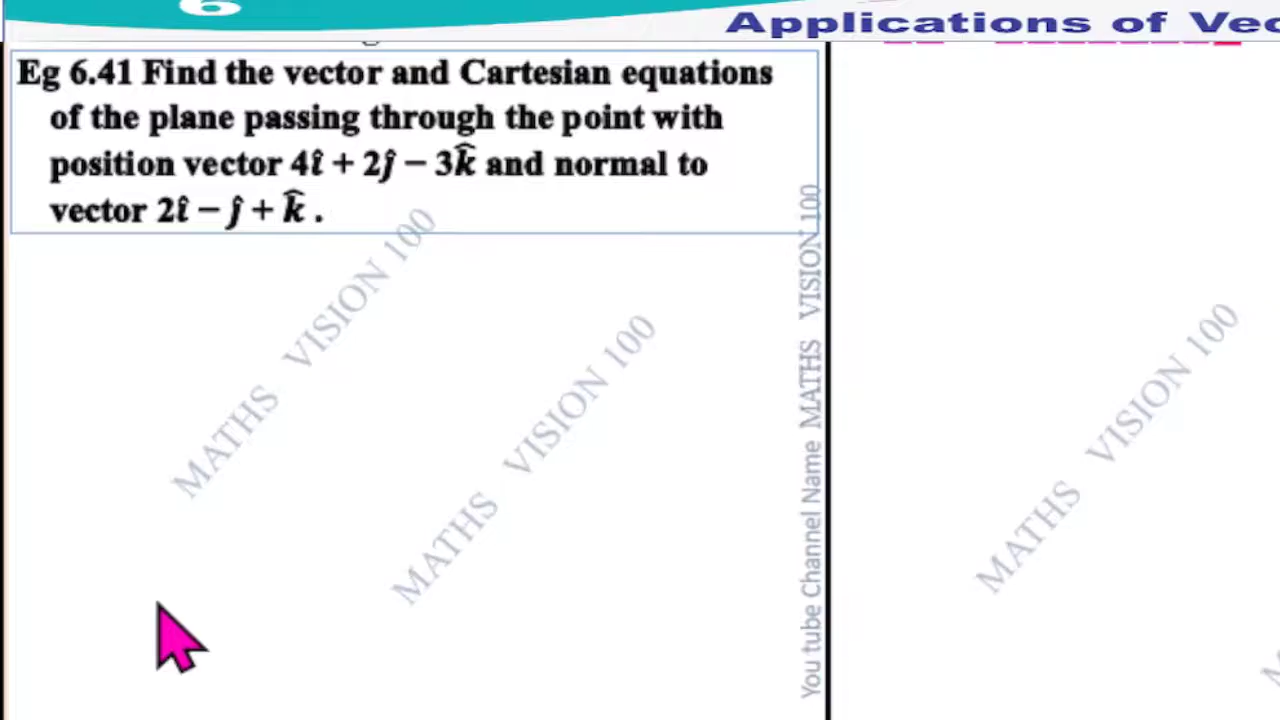 6
Applications of Vec
Eg 6.41 Find the vector and Cartesian equations
of the plane passing through the point with
position vector 4î + 2ĵ − 3k̂ and normal to
vector 2î − ĵ + k̂ .
MATHS VISION 100
MATHS VISION 100
You tube Channel Name MATHS VISION 100
MATHS VISION 100